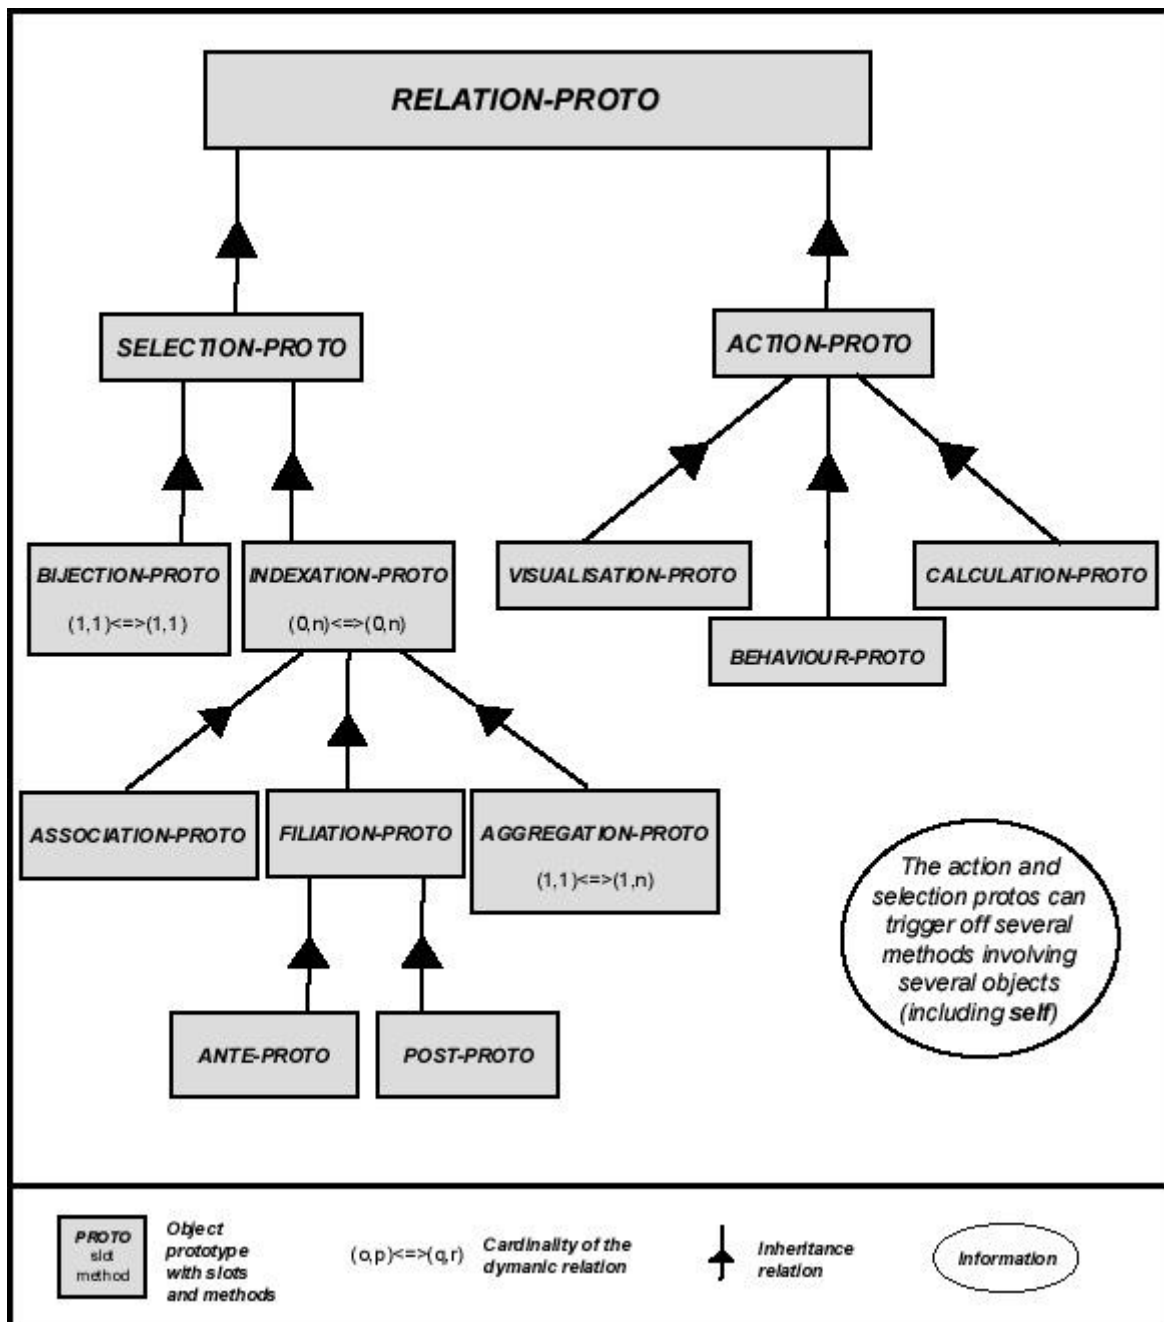 RELATION-PROTO
SELECTION-PROTO
ACTION-PROTO
BIJECTION-PROTO
(1,1)<=>(1,1)
INDEXATION-PROTO
(0,n)<=>(0,n)
VISUALISATION-PROTO
CALCULATION-PROTO
BEHAVIOUR-PROTO
ASSOCIATION-PROTO
FILIATION-PROTO
AGGREGATION-PROTO
(1,1)<=>(1,n)
ANTE-PROTO
POST-PROTO
The action and
selection protos can
trigger off several
methods involving
several objects
(including self)
PROTO
slot
method
Object
prototype
with slots
and methods
(o,p)<=>(q,r)
Cardinality of the
dymanic relation
Inheritance
relation
Information